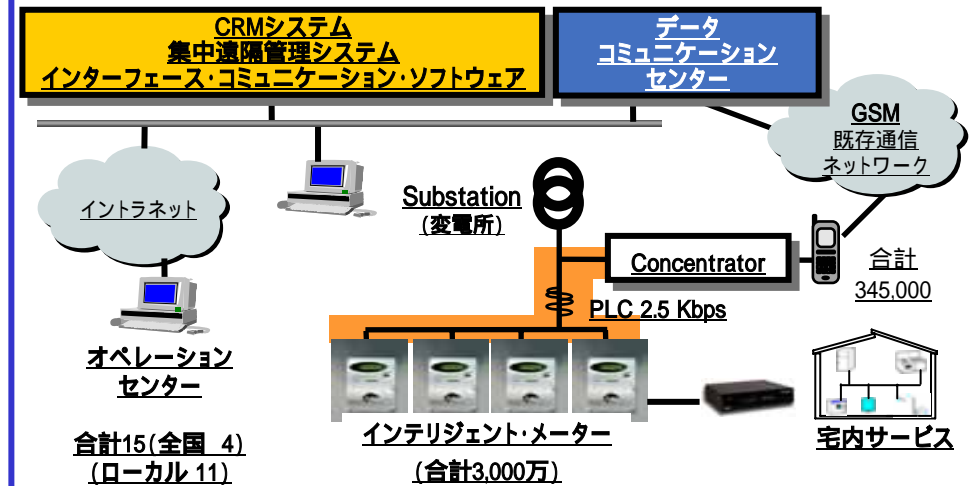 CRMシステム
集中遠隔管理システム
インターフェース・コミュニケーション・ソフトウェア
データ
コミュニケーション
センター
GSM
既存通信
ネットワーク
イントラネット
Substation
（変電所）
Concentrator
合計
345,000
PLC 2.5 Kbps
オペレーション
センター
合計15（全国 4）
（ローカル 11）
インテリジェント・メーター
（合計3,000万）
宅内サービス